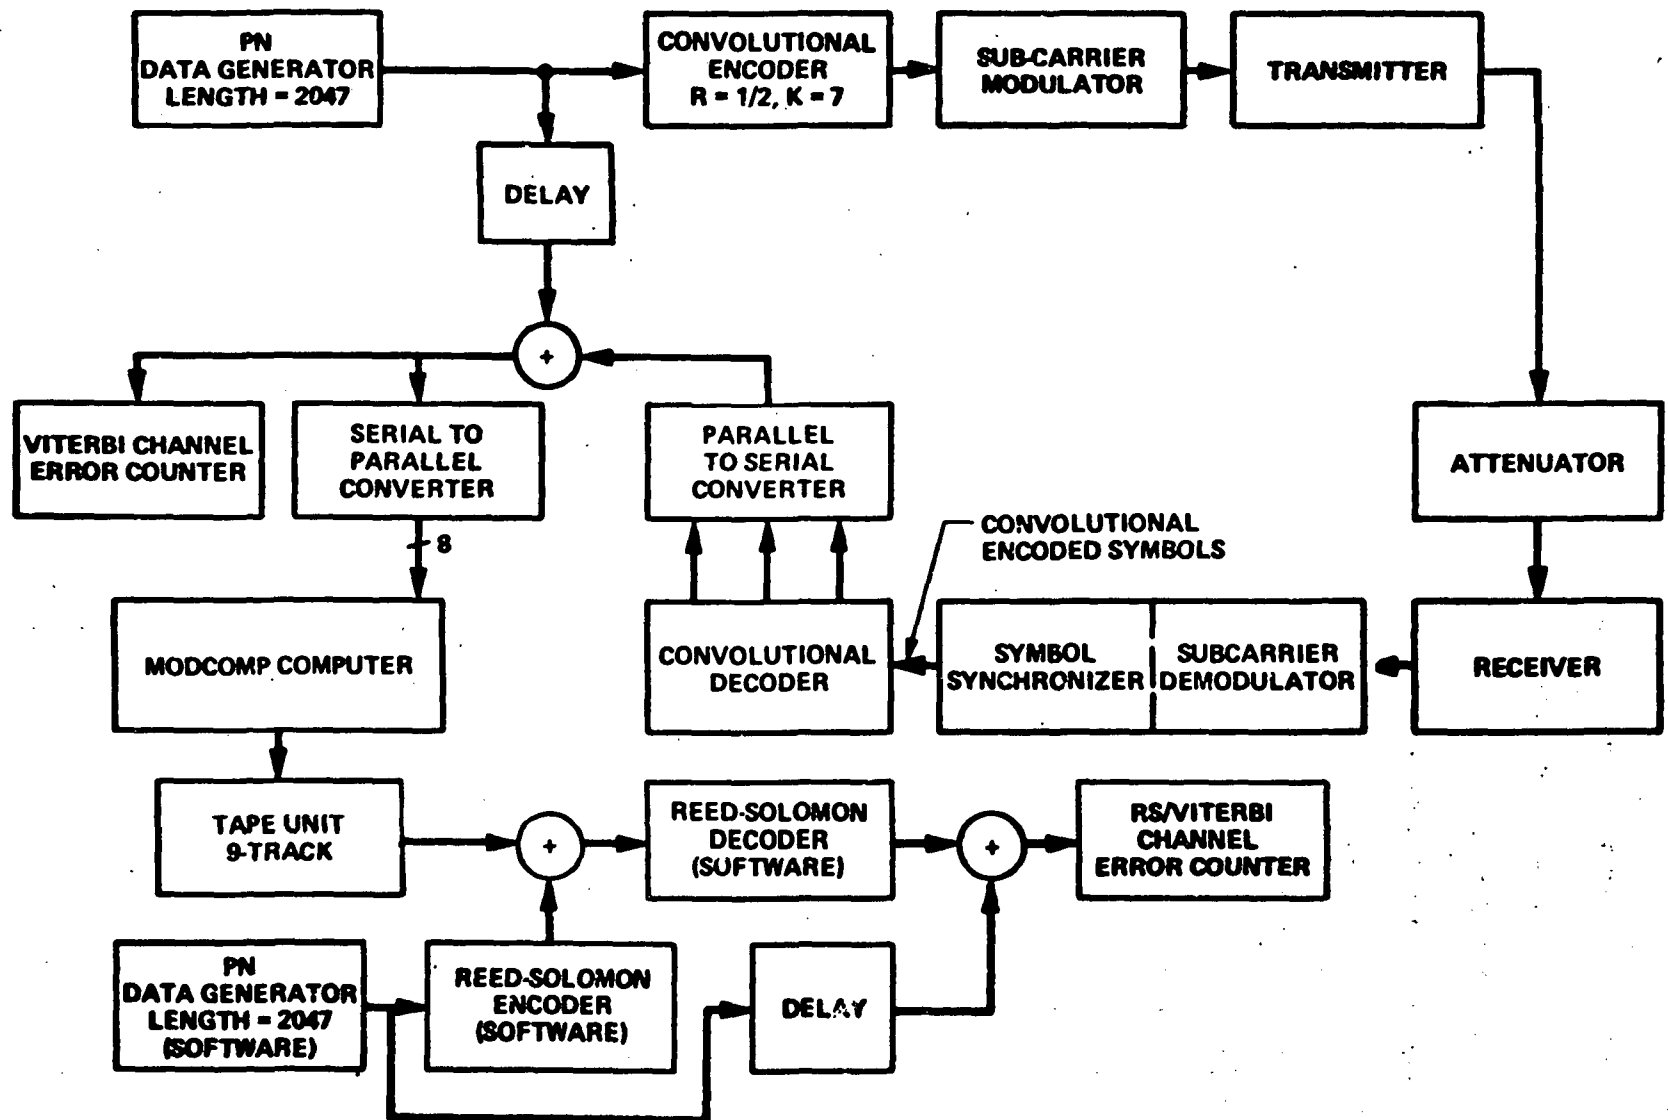 PN
DATA GENERATOR
LENGTH = 2047
CONVOLUTIONAL
ENCODER
R = 1/2, K = 7
SUB-CARRIER
MODULATOR
TRANSMITTER
DELAY
+
VITERBI CHANNEL
ERROR COUNTER
SERIAL TO
PARALLEL
CONVERTER
PARALLEL
TO SERIAL
CONVERTER
ATTENUATOR
8
CONVOLUTIONAL
ENCODED SYMBOLS
MODCOMP COMPUTER
CONVOLUTIONAL
DECODER
SYMBOL
SYNCHRONIZER
SUBCARRIER
DEMODULATOR
RECEIVER
TAPE UNIT
9-TRACK
+
REED-SOLOMON
DECODER
(SOFTWARE)
+
RS/VITERBI
CHANNEL
ERROR COUNTER
PN
DATA GENERATOR
LENGTH = 2047
(SOFTWARE)
REED-SOLOMON
ENCODER
(SOFTWARE)
DELAY